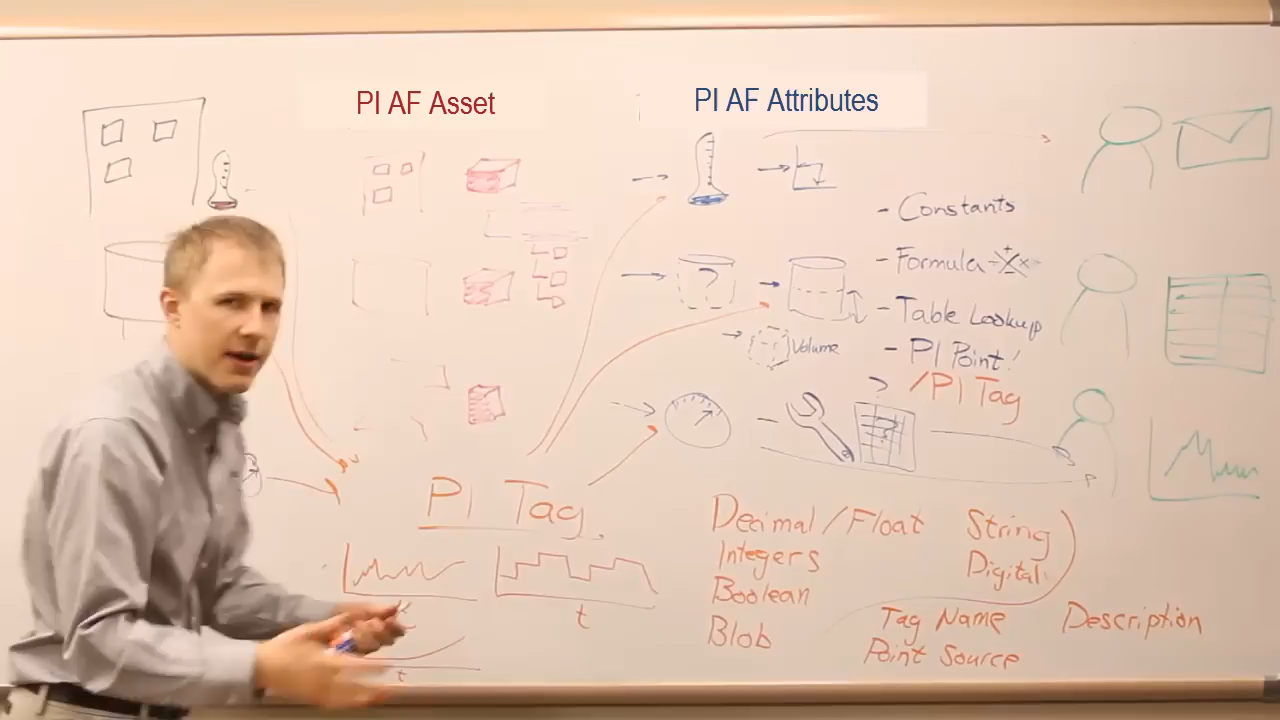 PI AF Asset
PI AF Attributes
- Constants
- Formula
?
- Table Lookup
Volume
- PI Point!
/PI Tag
?
PI Tag
Decimal/Float
String
Integers
Digital
Boolean
Blob
t
Tag Name
Description
Point Source
t